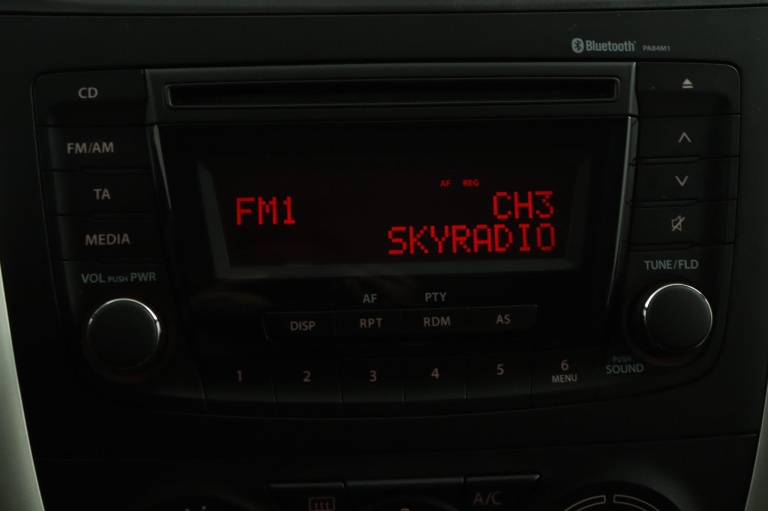 Bluetooth PA84M1
CD
FM/AM
TA
MEDIA
VOL PUSH PWR
AF REG
FM1 CH3
SKYRADIO
TUNE/FLD
AF PTY
DISP RPT RDM AS
1 2 3 4 5 6
MENU
PUSH
SOUND
A/C